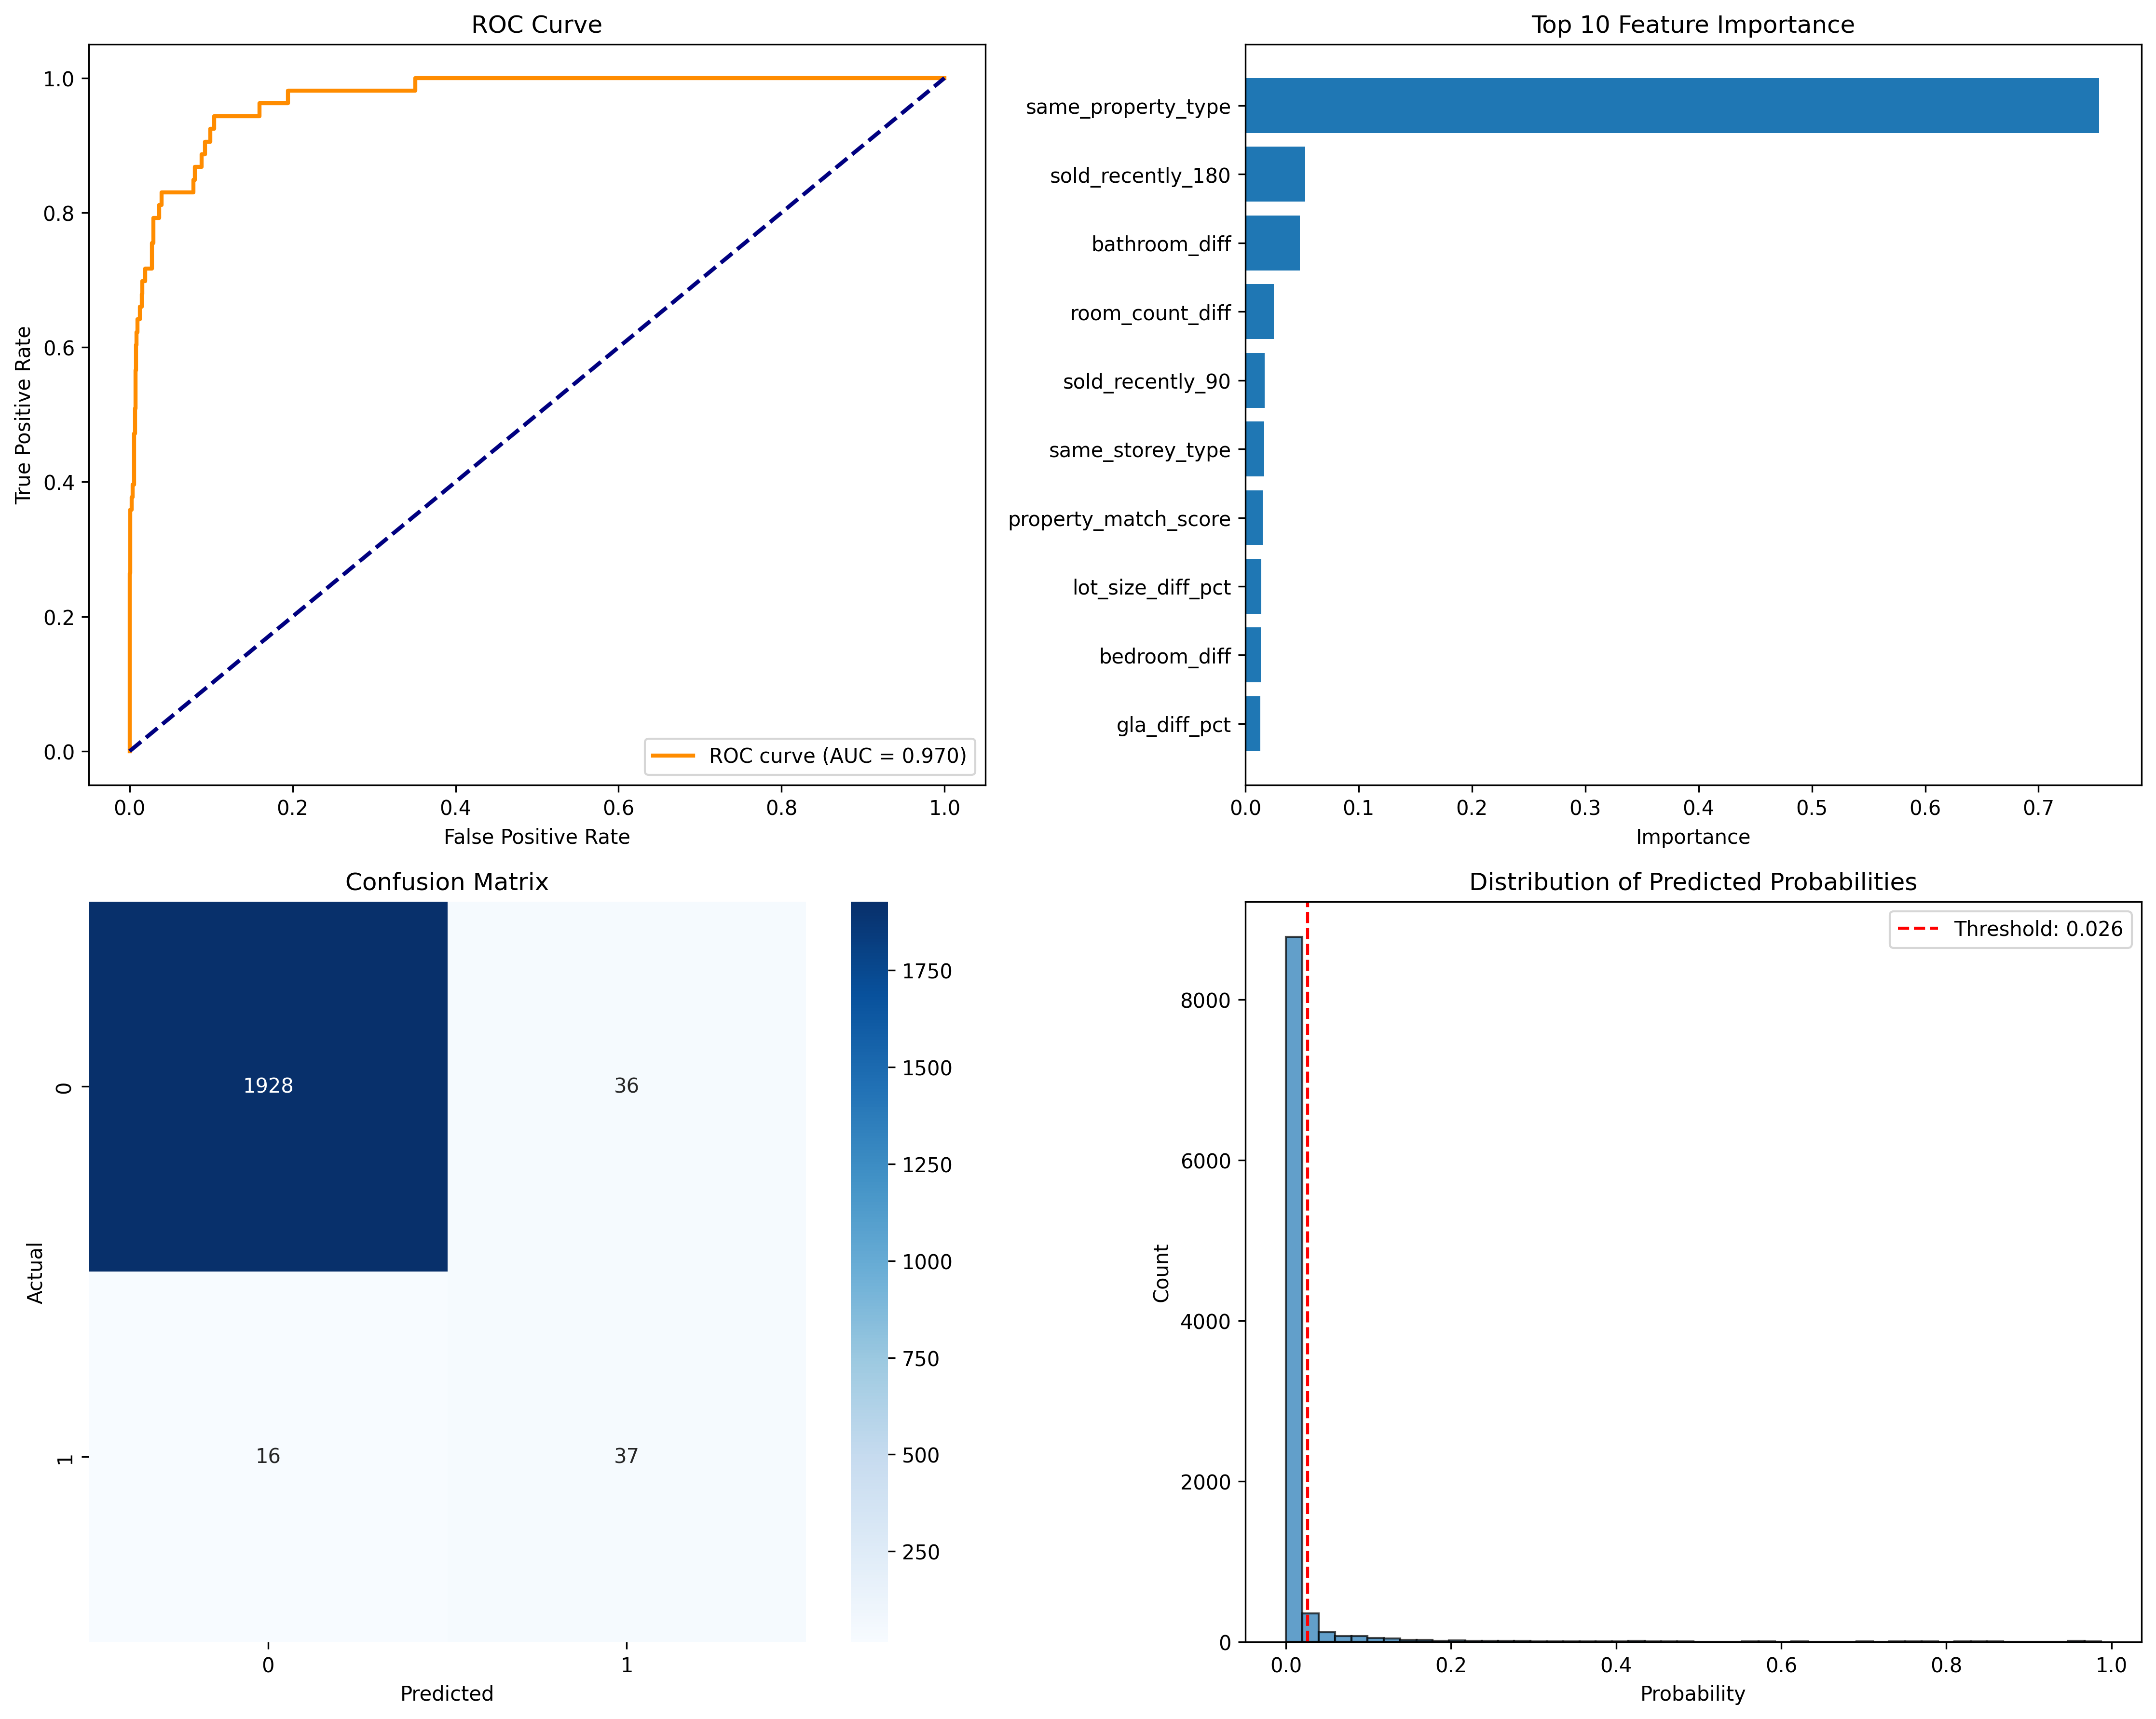 ROC Curve
True Positive Rate
1.0
0.8
0.6
0.4
0.2
0.0
ROC curve (AUC = 0.970)
0.0 0.2 0.4 0.6 0.8 1.0
False Positive Rate
Top 10 Feature Importance
same_property_type
sold_recently_180
bathroom_diff
room_count_diff
sold_recently_90
same_storey_type
property_match_score
lot_size_diff_pct
bedroom_diff
gla_diff_pct
0.0 0.1 0.2 0.3 0.4 0.5 0.6 0.7
Importance
Confusion Matrix
Actual
0
1
1928 36
16 37
0 1
Predicted
1750
1500
1250
1000
750
500
250
Distribution of Predicted Probabilities
Threshold: 0.026
Count
8000
6000
4000
2000
0
0.0 0.2 0.4 0.6 0.8 1.0
Probability